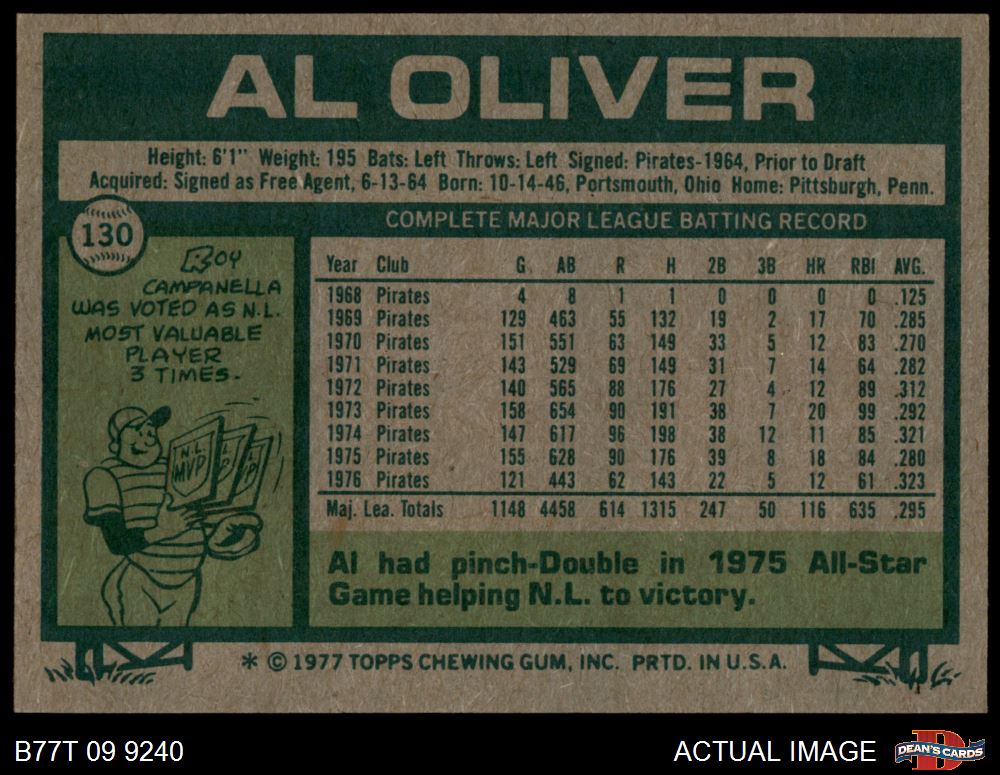 AL OLIVER
Height: 6'1" Weight: 195 Bats: Left Throws: Left Signed: Pirates-1964, Prior to Draft
Acquired: Signed as Free Agent, 6-13-64 Born: 10-14-46, Portsmouth, Ohio Home: Pittsburgh, Penn.
130
ROY
CAMPANELLA
WAS VOTED AS N.L.
MOST VALUABLE
PLAYER
3 TIMES.
N.L. MVP
L P
I P
COMPLETE MAJOR LEAGUE BATTING RECORD
Year Club G AB R H 2B 3B HR RBI AVG.
1968 Pirates 4 8 1 1 0 0 0 0 .125
1969 Pirates 129 463 55 132 19 2 17 70 .285
1970 Pirates 151 551 63 149 33 5 12 83 .270
1971 Pirates 143 529 69 149 31 7 14 64 .282
1972 Pirates 140 565 88 176 27 4 12 89 .312
1973 Pirates 158 654 90 191 38 7 20 99 .292
1974 Pirates 147 617 96 198 38 12 11 85 .321
1975 Pirates 155 628 90 176 39 8 18 84 .280
1976 Pirates 121 443 62 143 22 5 12 61 .323
Maj. Lea. Totals 1148 4458 614 1315 247 50 116 635 .295
Al had pinch-Double in 1975 All-Star
Game helping N.L. to victory.
* © 1977 TOPPS CHEWING GUM, INC. PRTD. IN U.S.A.
B77T 09 9240
ACTUAL IMAGE
D
DEAN'S CARDS